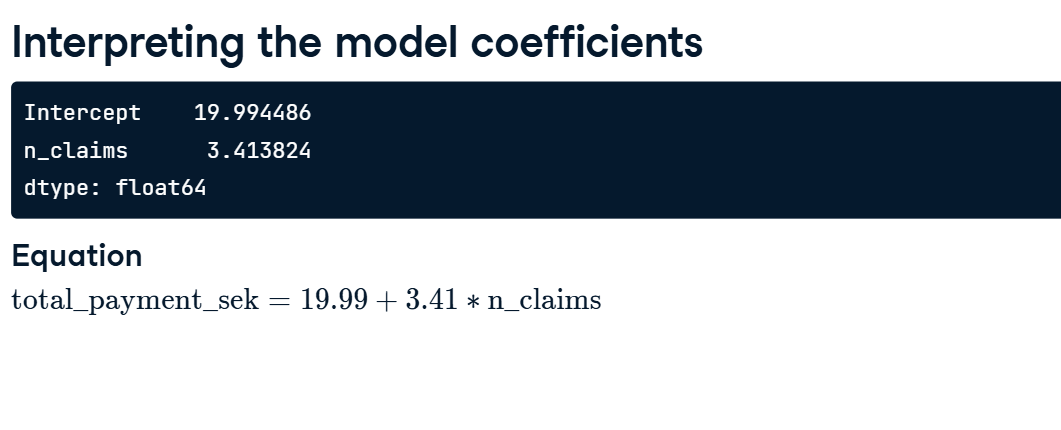 Interpreting the model coefficients
Intercept    19.994486
n_claims      3.413824
dtype: float64
Equation
total_payment_sek = 19.99 + 3.41 ∗ n_claims